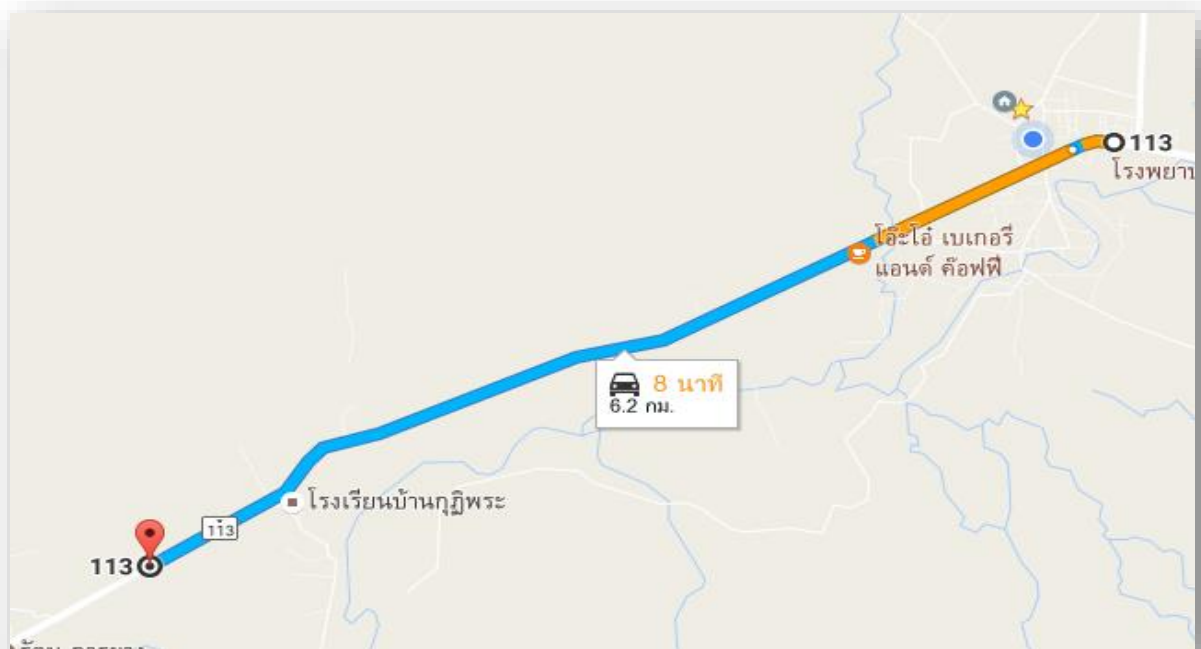 113
โรงพยา
โอ๊ะโอ๋ เบเกอรี
แอนด์ ค๊อฟฟี่
8 นาที
6.2 กม.
โรงเรียนบ้านกุฏิพระ
113
113